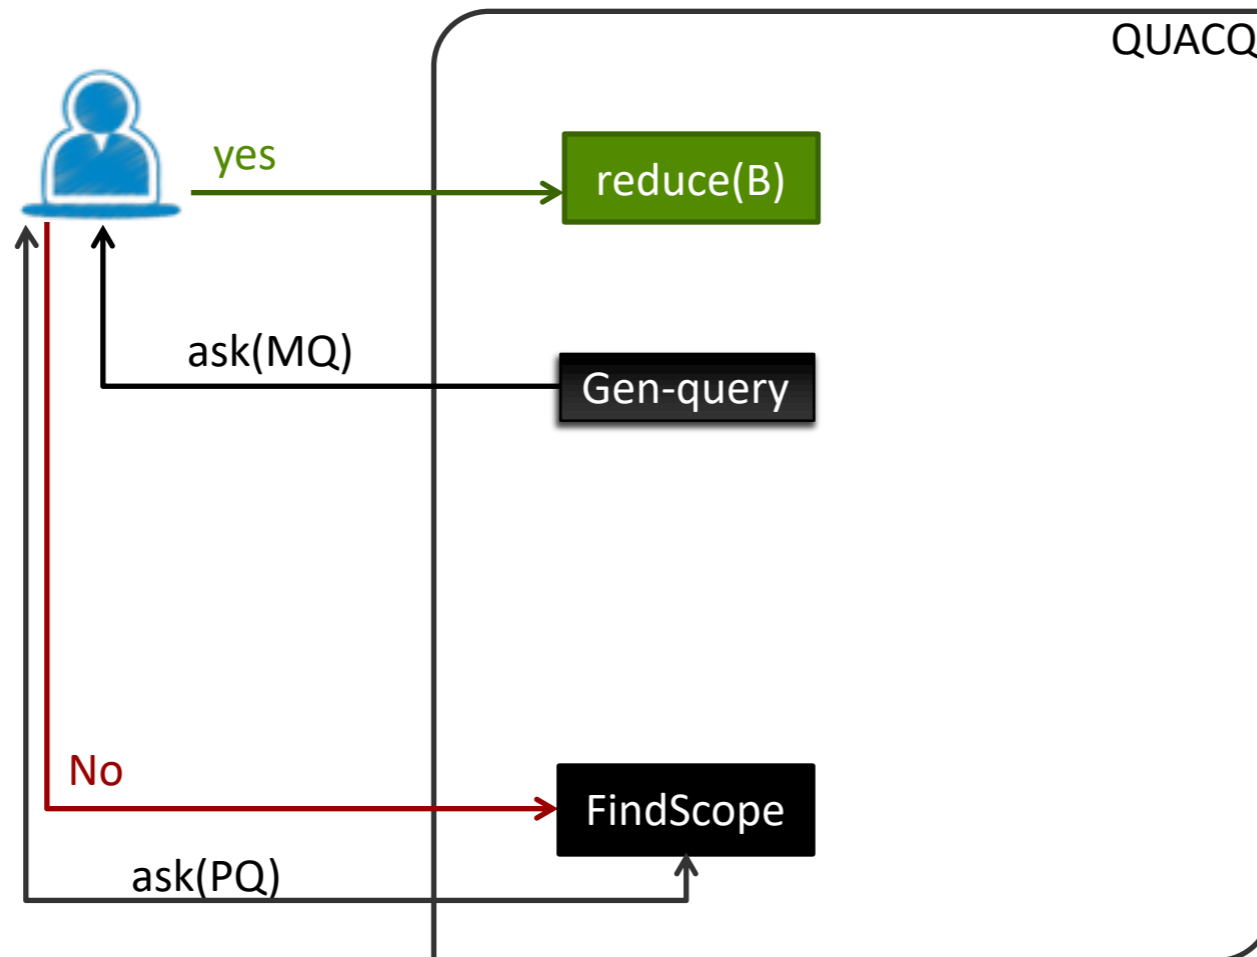 QUACQ
yes
reduce(B)
ask(MQ)
Gen-query
No
FindScope
ask(PQ)